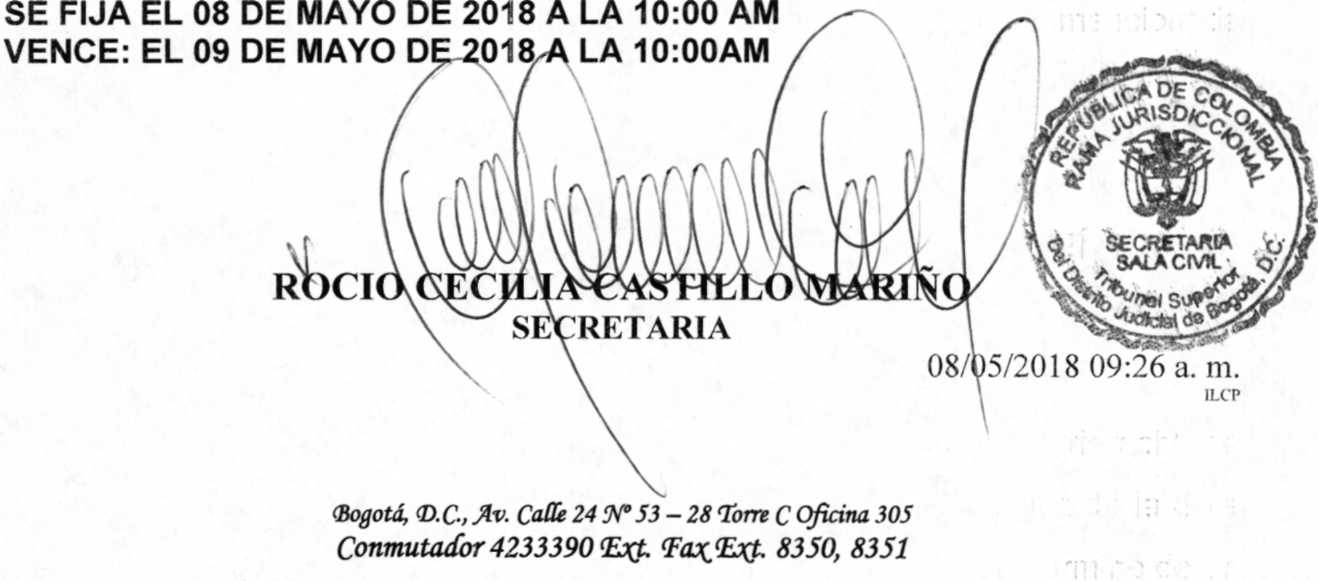 SE FIJA EL 08 DE MAYO DE 2018 A LA 10:00 AM
VENCE: EL 09 DE MAYO DE 2018 A LA 10:00AM
REPUBLICA DE COLOMBIA
RAMA JURISDICCIONAL
SECRETARIA
SALA CIVIL
Tribunal Superior
Del Distrito Judicial de Bogotá, D.C.
ROCIO CECILIA CASTILLO MARIÑO
SECRETARIA
08/05/2018 09:26 a. m.
ILCP
Bogotá, D.C., Av. Calle 24 Nº 53 – 28 Torre C Oficina 305
Conmutador 4233390 Ext. Fax Ext. 8350, 8351